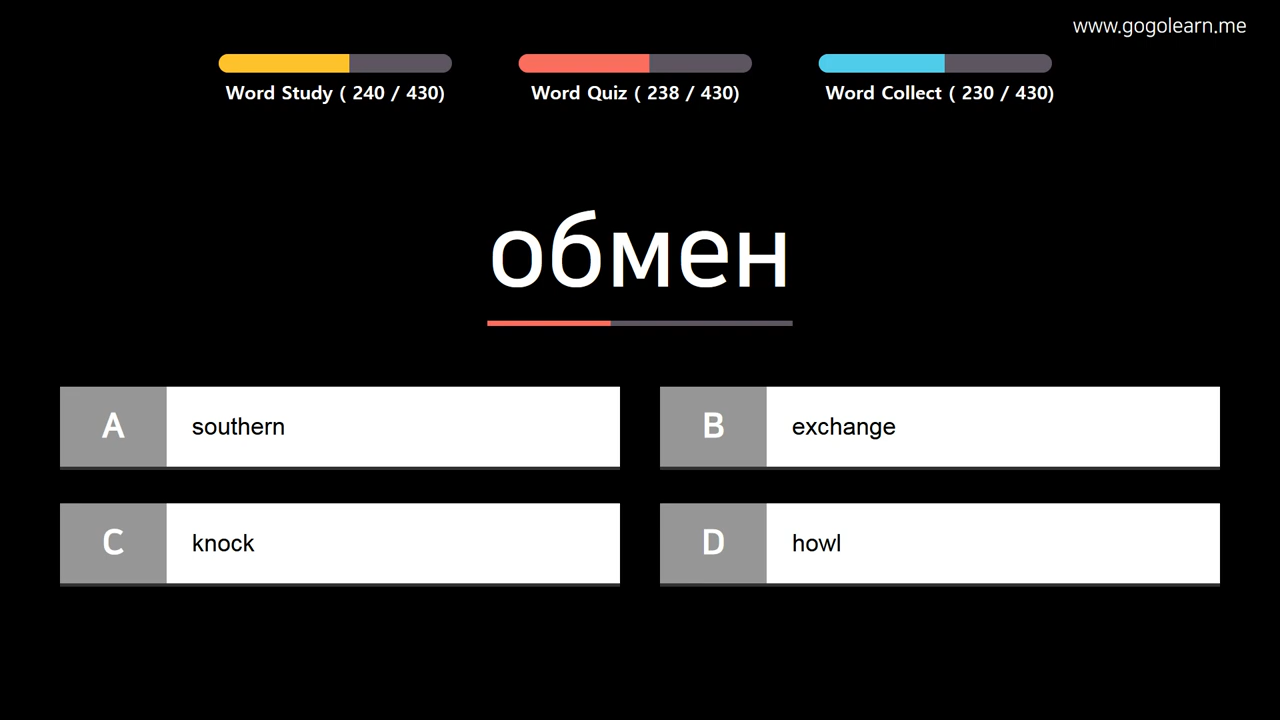 www.gogolearn.me
Word Study ( 240 / 430)
Word Quiz ( 238 / 430)
Word Collect ( 230 / 430)
обмен
A southern
B exchange
C knock
D howl